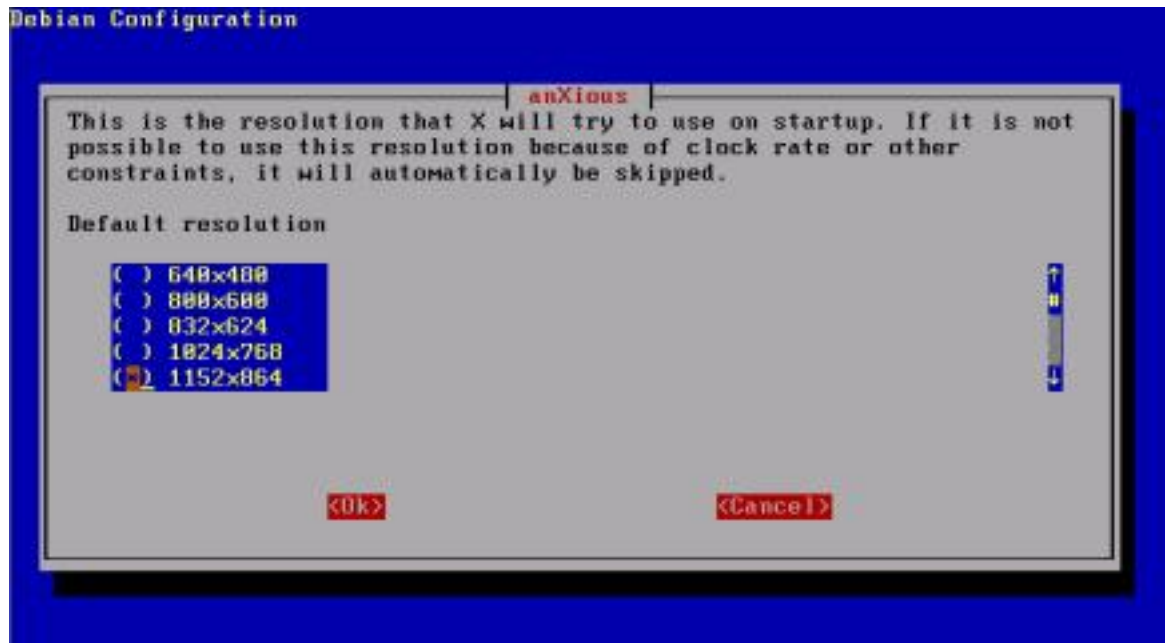 Debian Configuration
anXious
This is the resolution that X will try to use on startup. If it is not
possible to use this resolution because of clock rate or other
constraints, it will automatically be skipped.
Default resolution
( ) 640x480
( ) 800x600
( ) 832x624
( ) 1024x768
(*) 1152x864
<Ok> <Cancel>